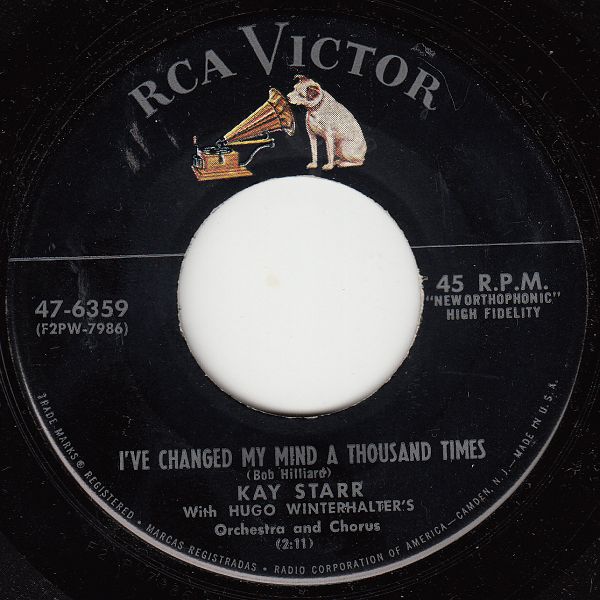 RCA VICTOR
47-6359
(F2PW-7986)
45 R.P.M.
"NEW ORTHOPHONIC"
HIGH FIDELITY
I'VE CHANGED MY MIND A THOUSAND TIMES
(Bob Hilliard)
KAY STARR
With HUGO WINTERHALTER'S
Orchestra and Chorus
(2:11)
TRADE MARKS ® REGISTERED • MARCAS REGISTRADAS • RADIO CORPORATION OF AMERICA—CAMDEN, N.J.—MADE IN U.S.A.